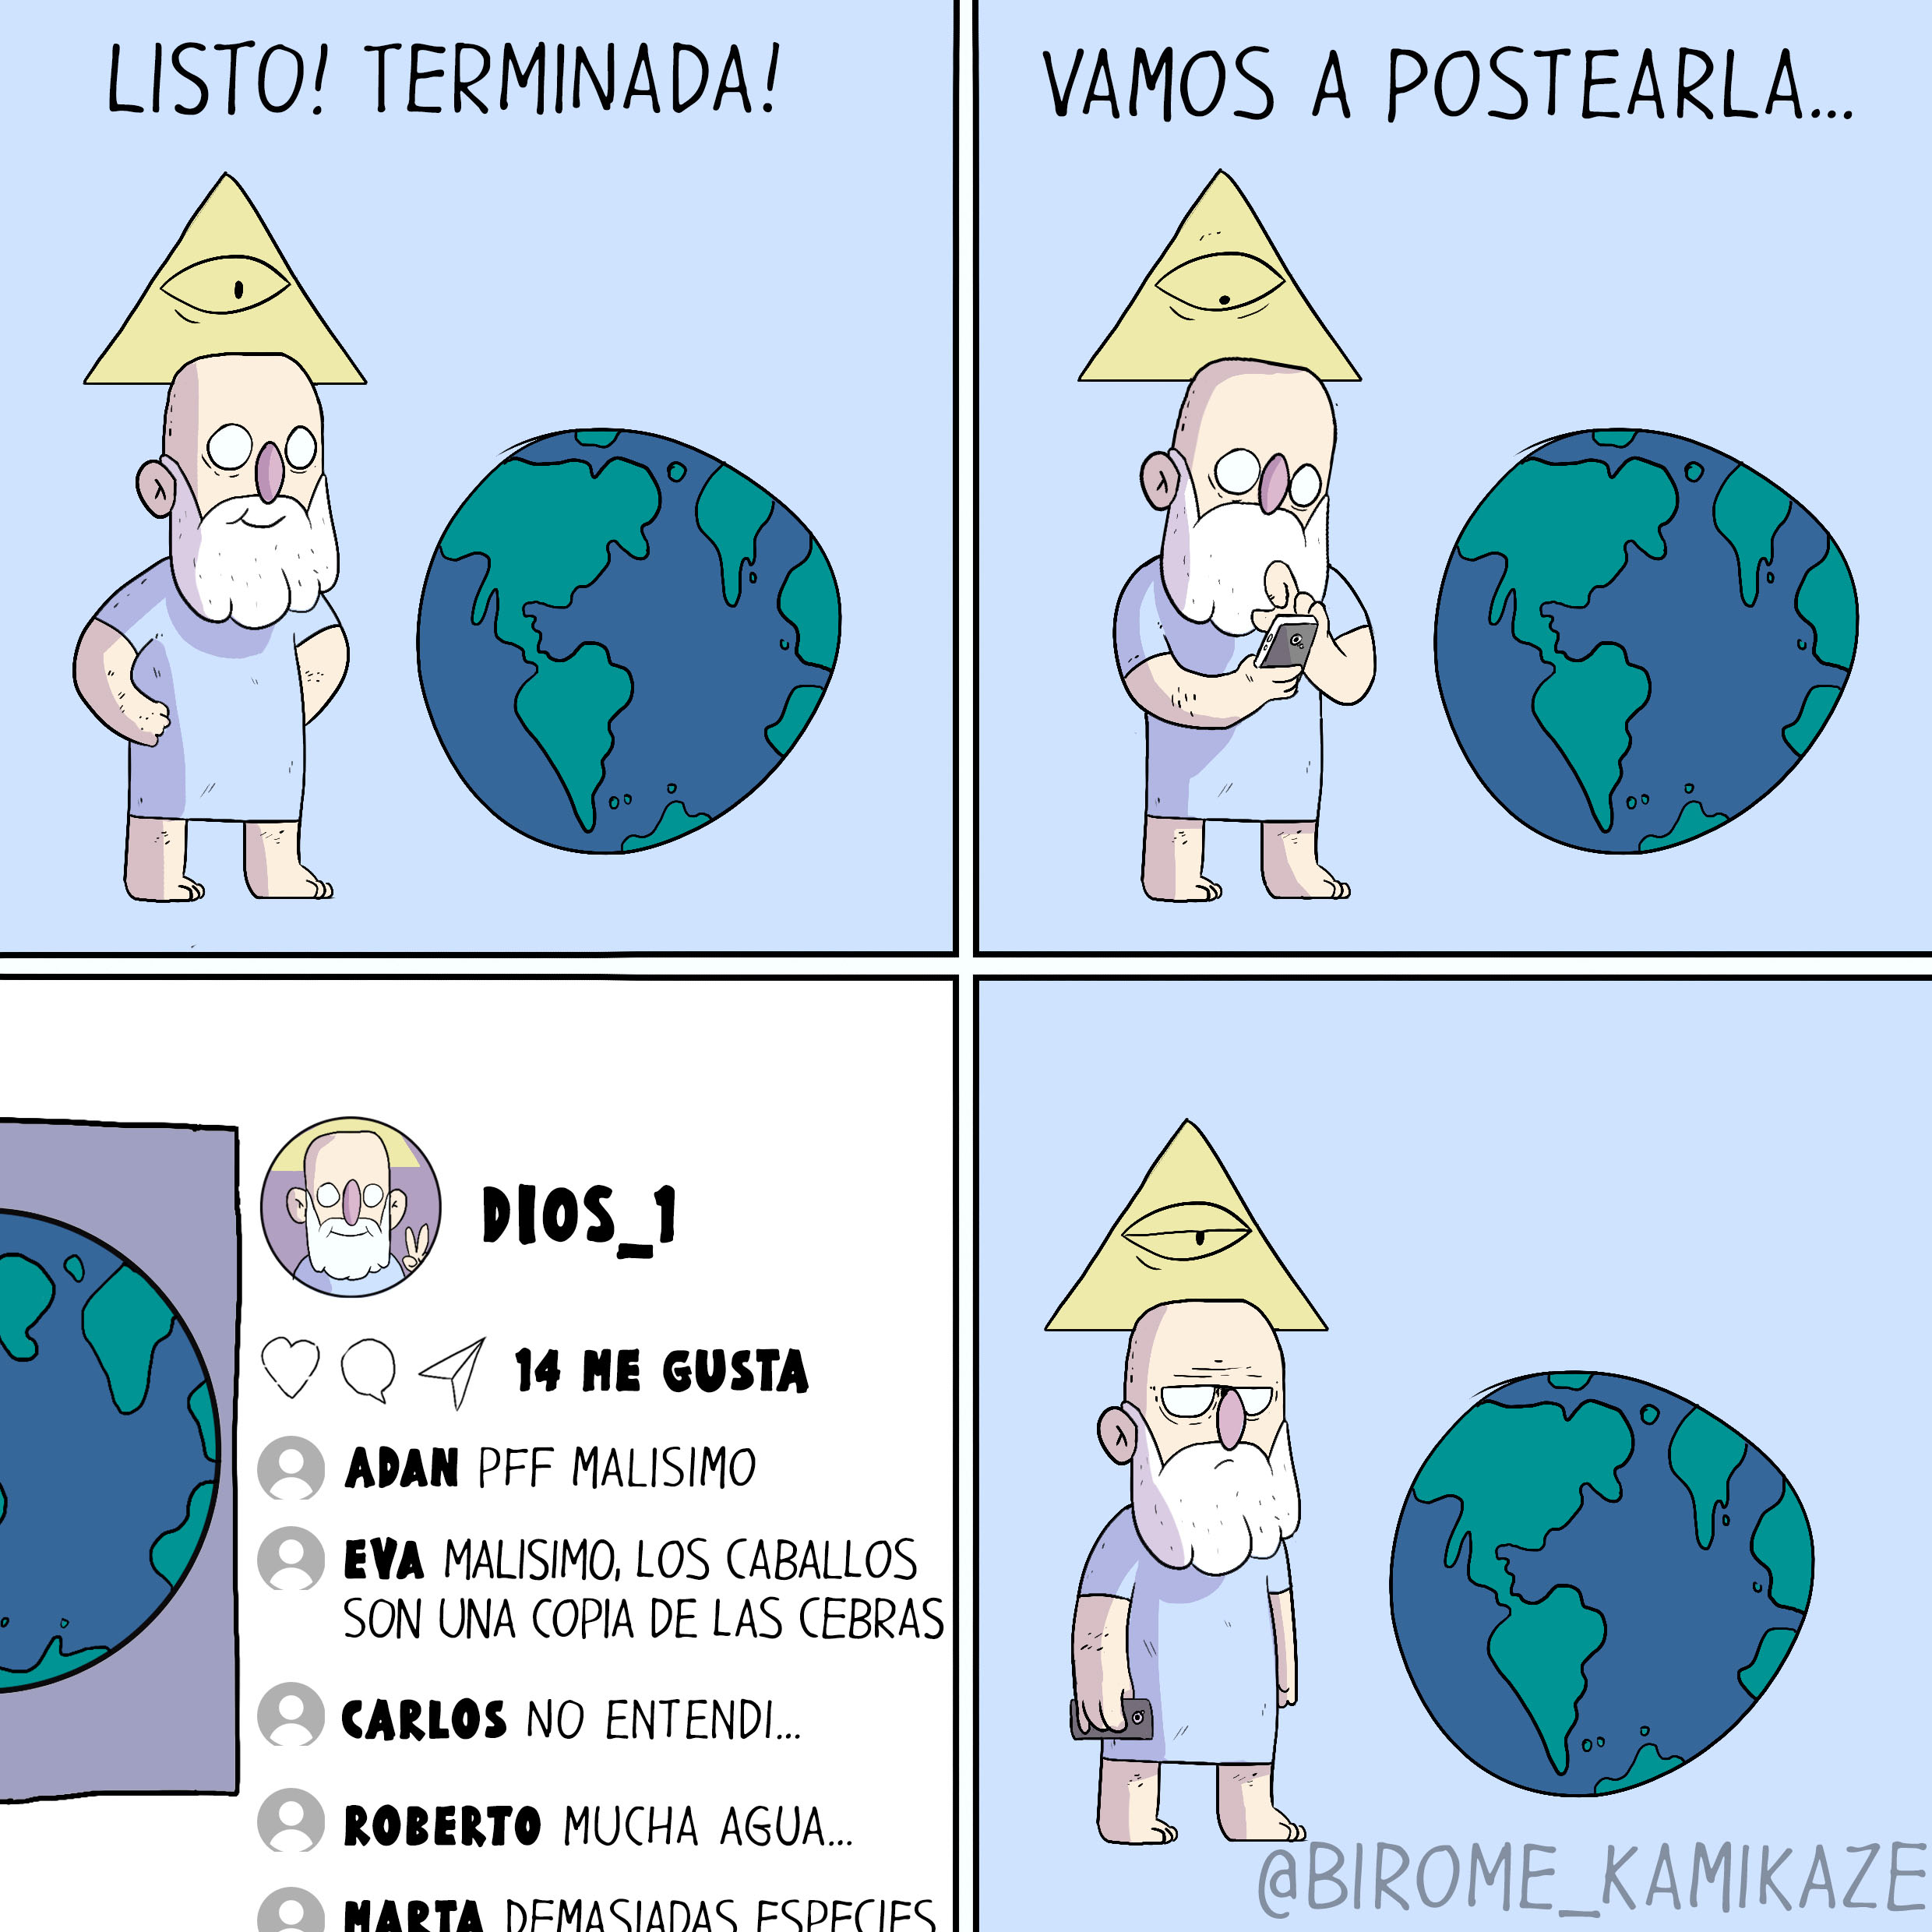 LISTO! TERMINADA!
VAMOS A POSTEARLA...
DIOS_1
14 ME GUSTA
ADAN PFF MALISIMO
EVA MALISIMO, LOS CABALLOS
SON UNA COPIA DE LAS CEBRAS
CARLOS NO ENTENDI...
ROBERTO MUCHA AGUA...
MARTA DEMASIADAS ESPECIES
@BIROME_KAMIKAZE